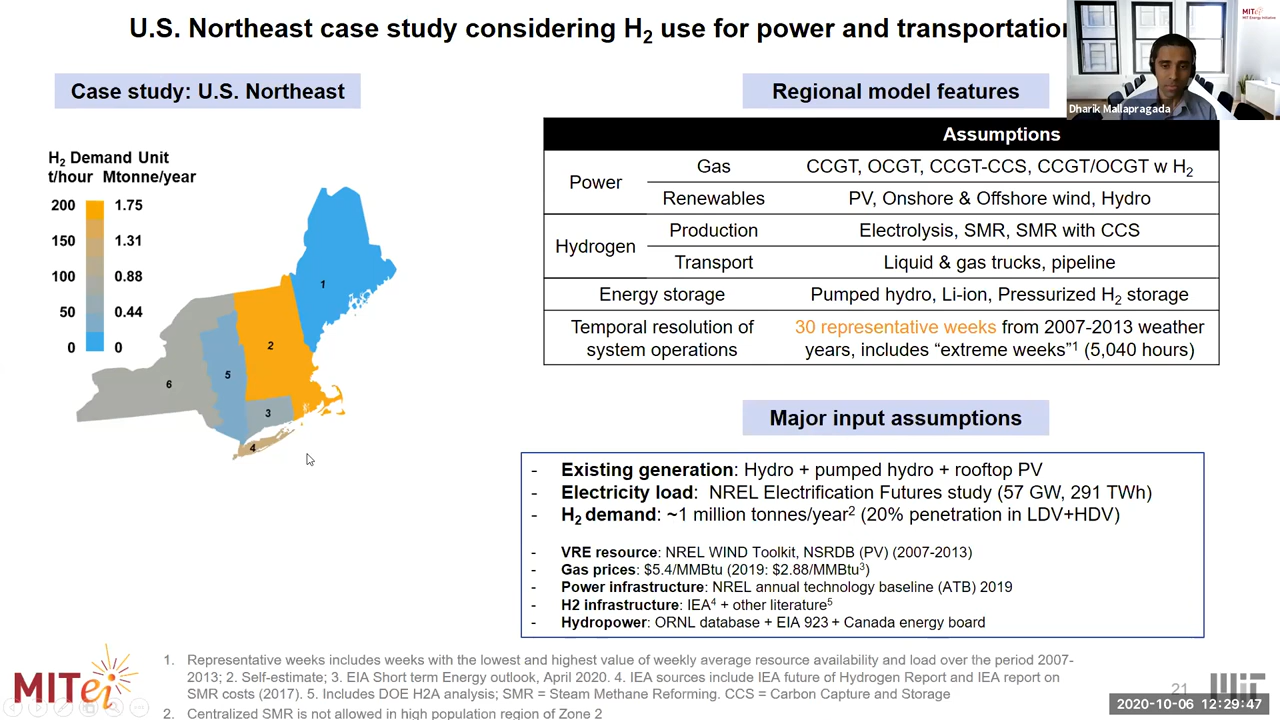 U.S. Northeast case study considering H2 use for power and transportation
MITei
MIT Energy Initiative
Dharik Mallapragada
Case study: U.S. Northeast
H2 Demand Unit
t/hour Mtonne/year
200 1.75
150 1.31
100 0.88
50 0.44
0 0
1
2
3
4
5
6
Regional model features
Assumptions
Power
Gas CCGT, OCGT, CCGT-CCS, CCGT/OCGT w H2
Renewables PV, Onshore & Offshore wind, Hydro
Hydrogen
Production Electrolysis, SMR, SMR with CCS
Transport Liquid & gas trucks, pipeline
Energy storage Pumped hydro, Li-ion, Pressurized H2 storage
Temporal resolution of 30 representative weeks from 2007-2013 weather
system operations years, includes “extreme weeks”1 (5,040 hours)
Major input assumptions
- Existing generation: Hydro + pumped hydro + rooftop PV
- Electricity load: NREL Electrification Futures study (57 GW, 291 TWh)
- H2 demand: ~1 million tonnes/year2 (20% penetration in LDV+HDV)
- VRE resource: NREL WIND Toolkit, NSRDB (PV) (2007-2013)
- Gas prices: $5.4/MMBtu (2019: $2.88/MMBtu3)
- Power infrastructure: NREL annual technology baseline (ATB) 2019
- H2 infrastructure: IEA4 + other literature5
- Hydropower: ORNL database + EIA 923 + Canada energy board
MITei
1. Representative weeks includes weeks with the lowest and highest value of weekly average resource availability and load over the period 2007-
2013; 2. Self-estimate; 3. EIA Short term Energy outlook, April 2020. 4. IEA sources include IEA future of Hydrogen Report and IEA report on
SMR costs (2017). 5. Includes DOE H2A analysis; SMR = Steam Methane Reforming. CCS = Carbon Capture and Storage
2. Centralized SMR is not allowed in high population region of Zone 2
21
MIT
2020-10-06 12:29:47